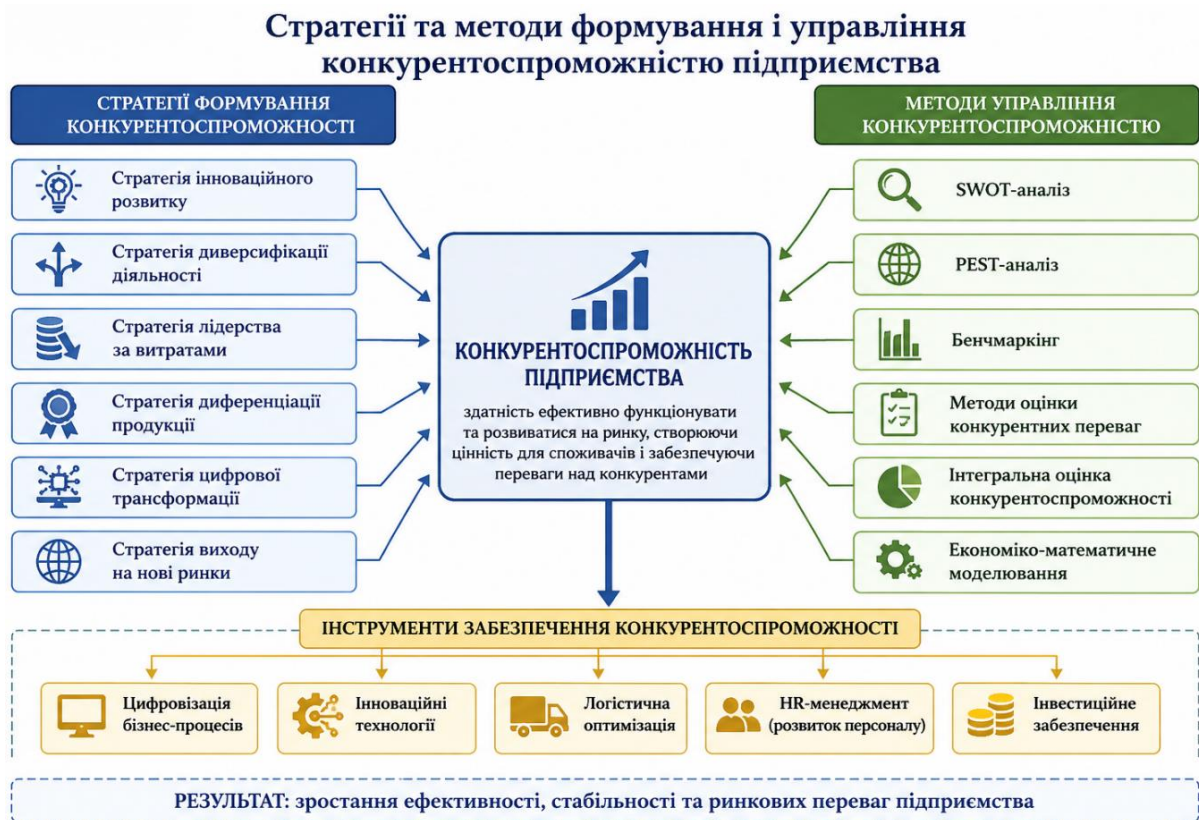 Стратегії та методи формування і управління
конкурентоспроможністю підприємства
СТРАТЕГІЇ ФОРМУВАННЯ
КОНКУРЕНТОСПРОМОЖНОСТІ
Стратегія інноваційного
розвитку
Стратегія диверсифікації
діяльності
Стратегія лідерства
за витратами
Стратегія диференціації
продукції
Стратегія цифрової
трансформації
Стратегія виходу
на нові ринки
КОНКУРЕНТОСПРОМОЖНІСТЬ
ПІДПРИЄМСТВА
здатність ефективно функціонувати
та розвиватися на ринку, створюючи
цінність для споживачів і забезпечуючи
переваги над конкурентами
МЕТОДИ УПРАВЛІННЯ
КОНКУРЕНТОСПРОМОЖНІСТЮ
SWOT-аналіз
PEST-аналіз
Бенчмаркінг
Методи оцінки
конкурентних переваг
Інтегральна оцінка
конкурентоспроможності
Економіко-математичне
моделювання
ІНСТРУМЕНТИ ЗАБЕЗПЕЧЕННЯ КОНКУРЕНТОСПРОМОЖНОСТІ
Цифровізація
бізнес-процесів
Інноваційні
технології
Логістична
оптимізація
HR-менеджмент
(розвиток персоналу)
Інвестиційне
забезпечення
РЕЗУЛЬТАТ: зростання ефективності, стабільності та ринкових переваг підприємства